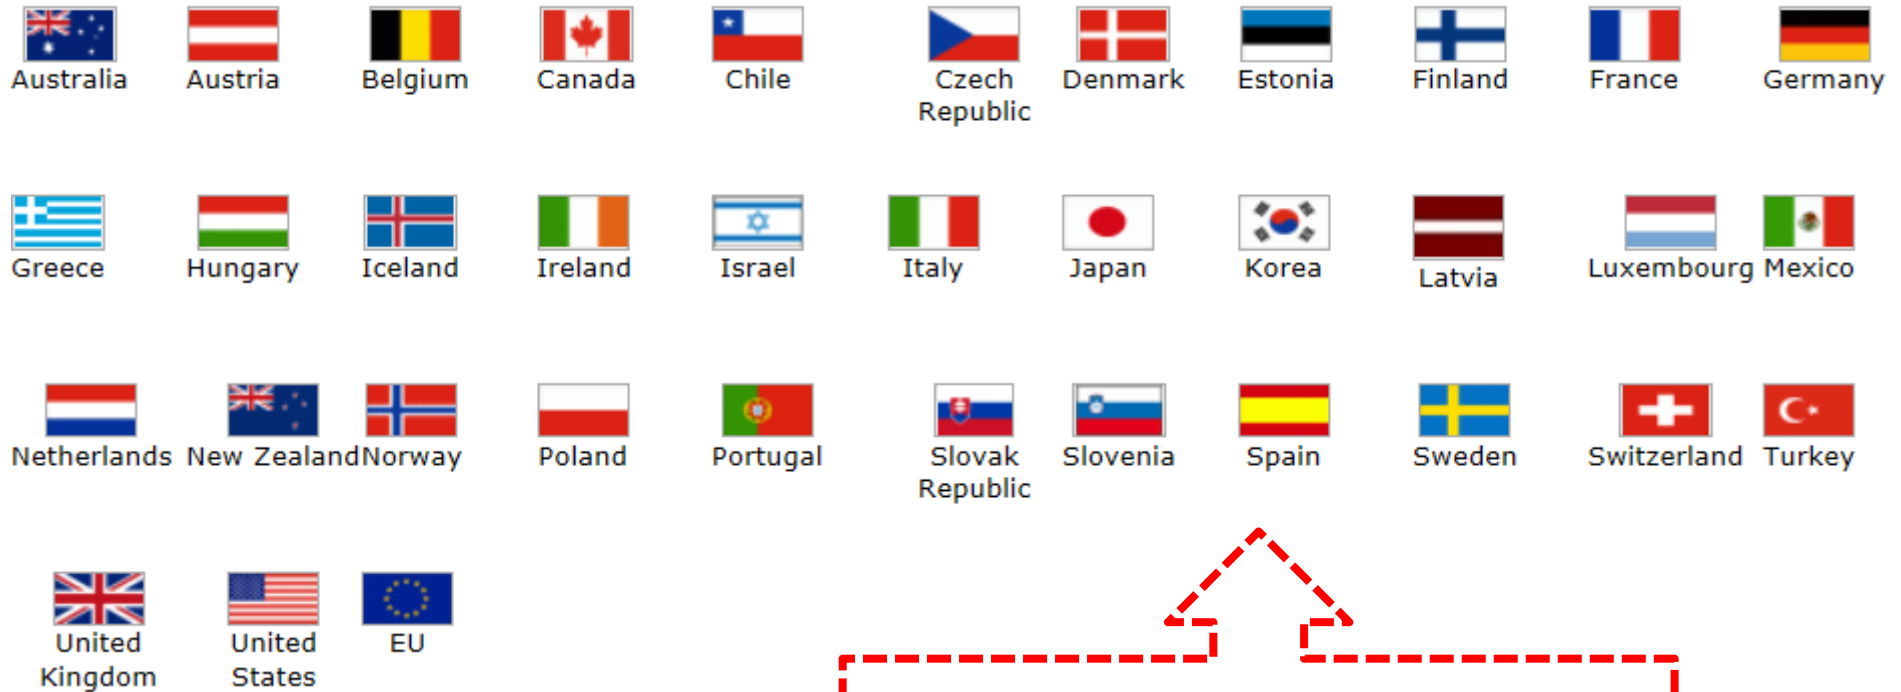 Australia Austria Belgium Canada Chile Czech Republic Denmark Estonia Finland France Germany
Greece Hungary Iceland Ireland Israel Italy Japan Korea Latvia Luxembourg Mexico
Netherlands New Zealand Norway Poland Portugal Slovak Republic Slovenia Spain Sweden Switzerland Turkey
United Kingdom United States EU